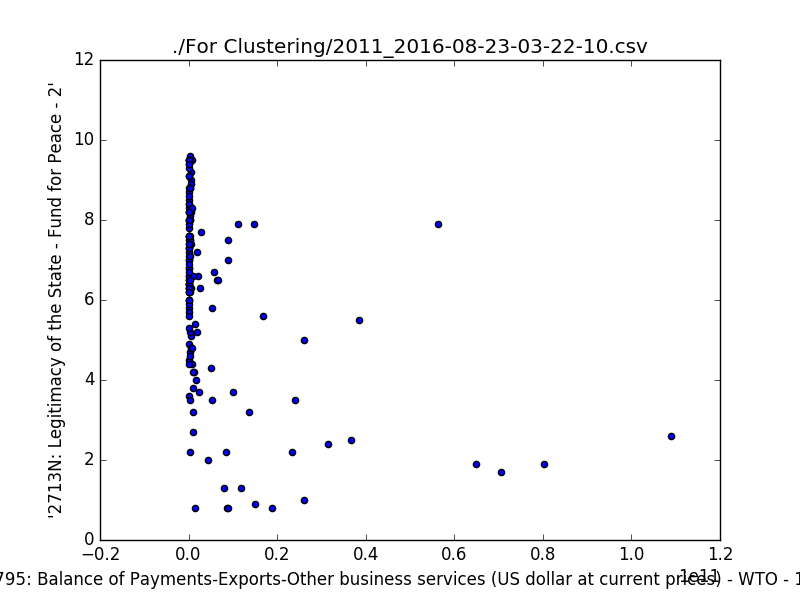 ./For Clustering/2011_2016-08-23-03-22-10.csv
12
10
8
6
4
2
0
'2713N: Legitimacy of the State - Fund for Peace - 2'
−0.2 0.0 0.2 0.4 0.6 0.8 1.0 1.2
1e11
795: Balance of Payments-Exports-Other business services (US dollar at current prices) - WTO - 1